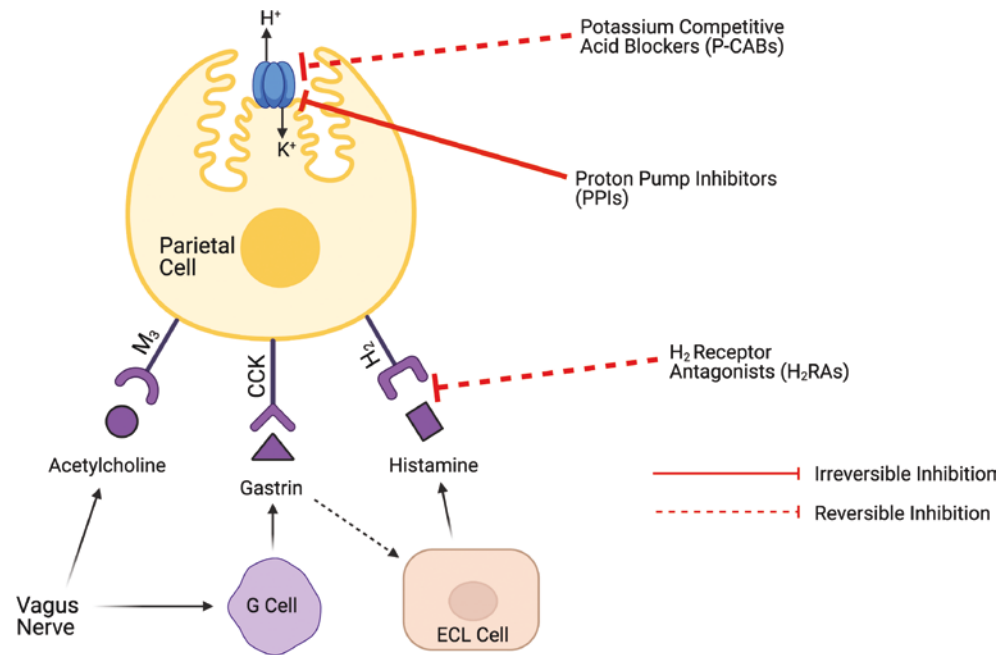 H⁺
Potassium Competitive
Acid Blockers (P-CABs)
K⁺
Proton Pump Inhibitors
(PPIs)
Parietal
Cell
M₃
CCK
H₂
H₂ Receptor
Antagonists (H₂RAs)
Acetylcholine
Gastrin
Histamine
Irreversible Inhibition
Reversible Inhibition
Vagus
Nerve
G Cell
ECL Cell